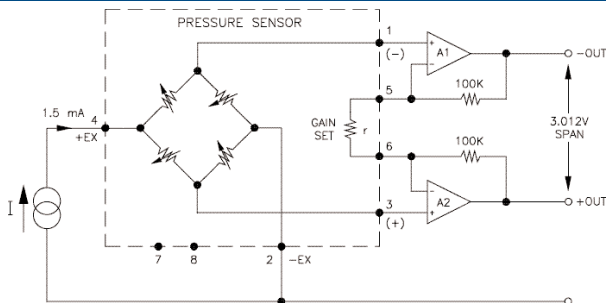 PRESSURE SENSOR
1
(-)
+
A1
-
-OUT
100K
5
1.5 mA
4
+EX
GAIN
SET
r
3.012V
SPAN
6
100K
I
-
A2
+
+OUT
3
(+)
7
8
2
-EX